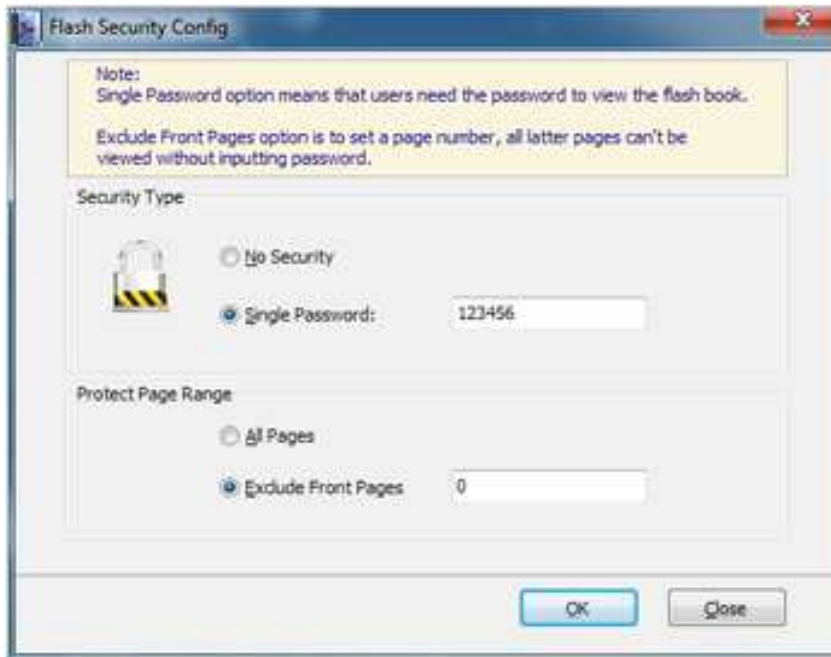 Flash Security Config
Note:
Single Password option means that users need the password to view the flash book.
Exclude Front Pages option is to set a page number, all latter pages can't be
viewed without inputting password.
Security Type
No Security
Single Password: 123456
Protect Page Range
All Pages
Exclude Front Pages 0
OK Close